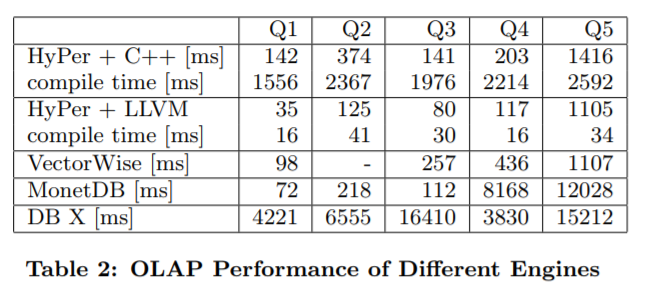 Q1 Q2 Q3 Q4 Q5
HyPer + C++ [ms] 142 374 141 203 1416
compile time [ms] 1556 2367 1976 2214 2592
HyPer + LLVM 35 125 80 117 1105
compile time [ms] 16 41 30 16 34
VectorWise [ms] 98 - 257 436 1107
MonetDB [ms] 72 218 112 8168 12028
DB X [ms] 4221 6555 16410 3830 15212
Table 2: OLAP Performance of Different Engines